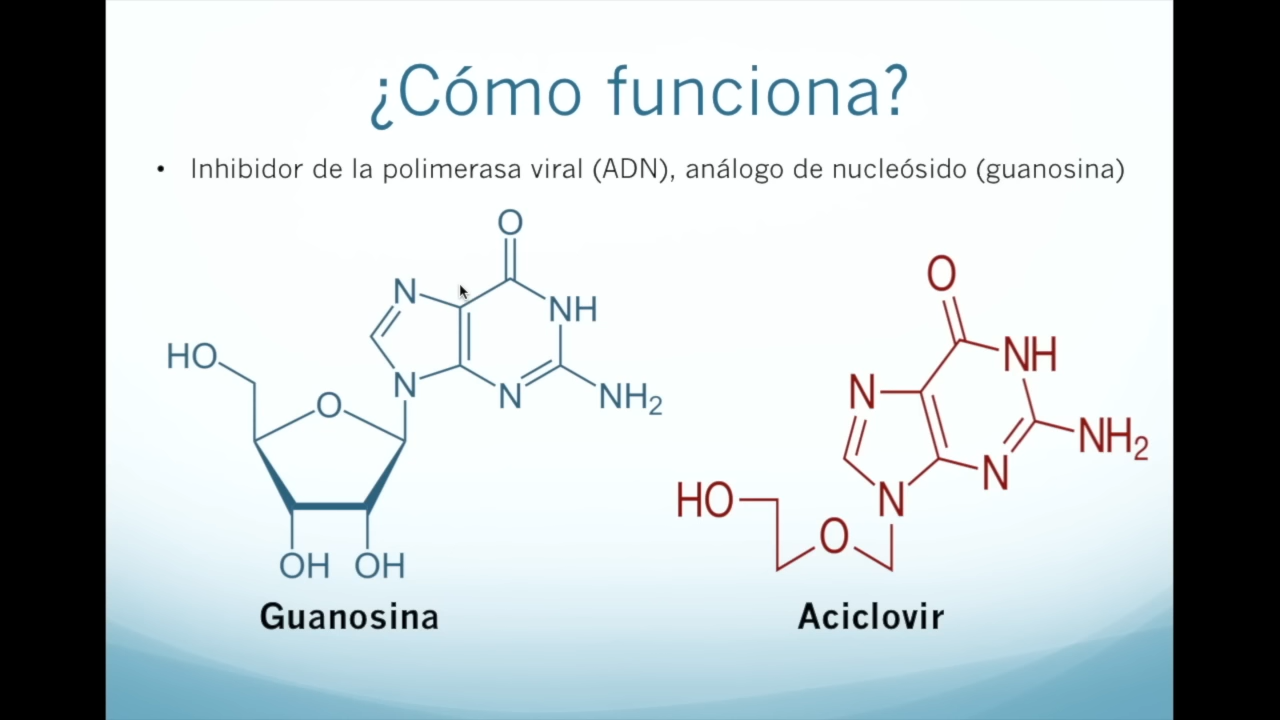 ¿Cómo funciona?
• Inhibidor de la polimerasa viral (ADN), análogo de nucleósido (guanosina)
O
N
NH
HO
O
N
N
NH₂
OH OH
Guanosina
O
NH
N
NH₂
N
HO
N
O
Aciclovir